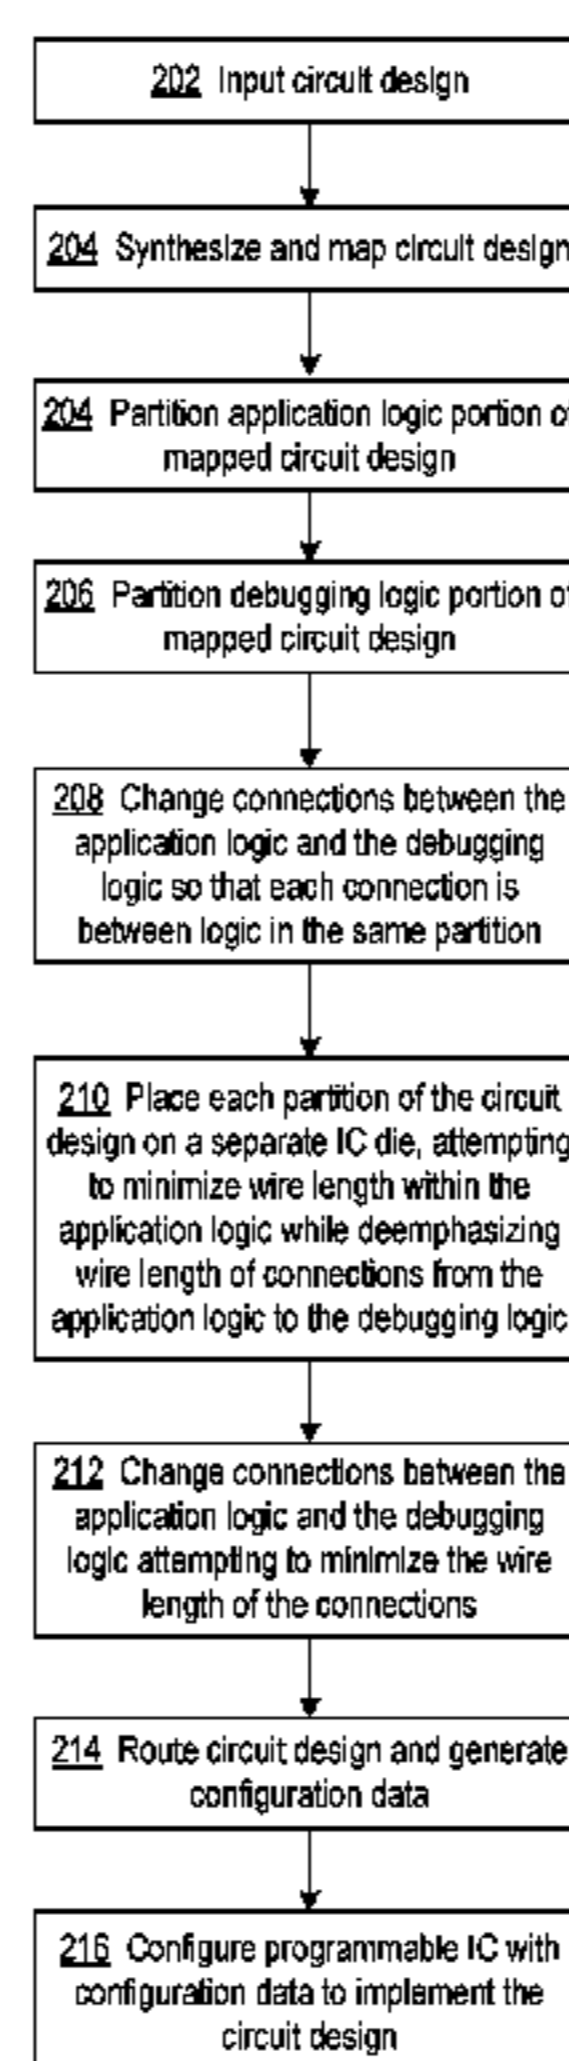 202 Input circuit design
204 Synthesize and map circuit design
204 Partition application logic portion of
mapped circuit design
206 Partition debugging logic portion of
mapped circuit design
208 Change connections between the
application logic and the debugging
logic so that each connection is
between logic in the same partition
210 Place each partition of the circuit
design on a separate IC die, attempting
to minimize wire length within the
application logic while deemphasizing
wire length of connections from the
application logic to the debugging logic
212 Change connections between the
application logic and the debugging
logic attempting to minimize the wire
length of the connections
214 Route circuit design and generate
configuration data
216 Configure programmable IC with
configuration data to implement the
circuit design